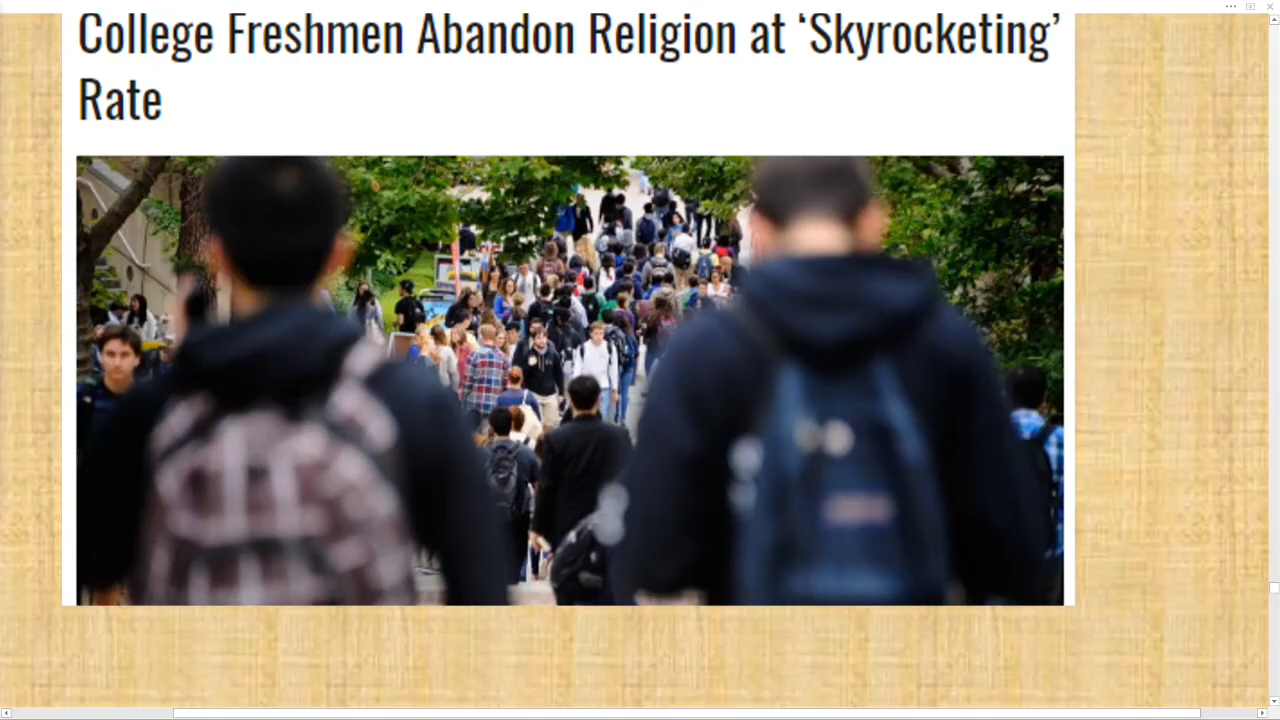 College Freshmen Abandon Religion at ‘Skyrocketing’
Rate